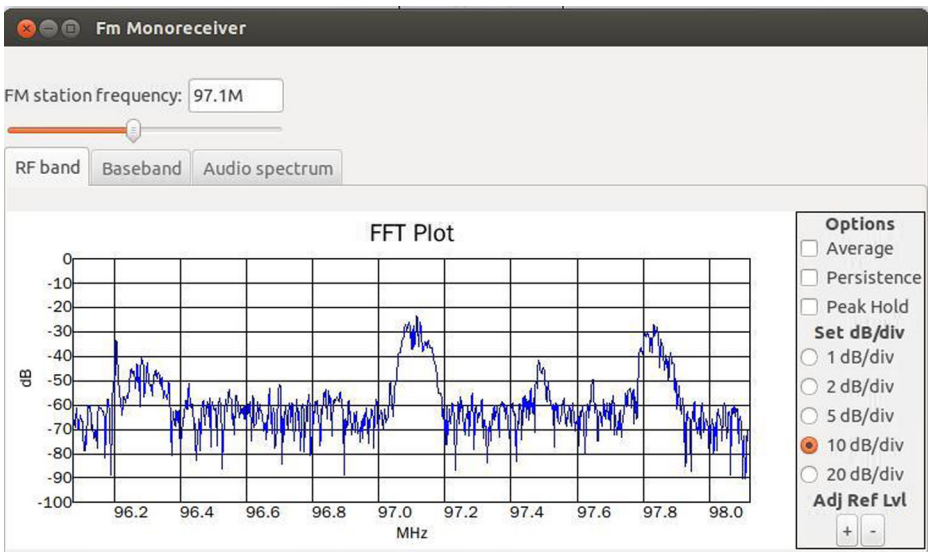 Fm Monoreceiver
FM station frequency: 97.1M
RF band Baseband Audio spectrum
FFT Plot
0
-10
-20
-30
-40
-50
-60
-70
-80
-90
-100
dB
96.2 96.4 96.6 96.8 97.0 97.2 97.4 97.6 97.8 98.0
MHz
Options
Average
Persistence
Peak Hold
Set dB/div
1 dB/div
2 dB/div
5 dB/div
10 dB/div
20 dB/div
Adj Ref Lvl
+ -